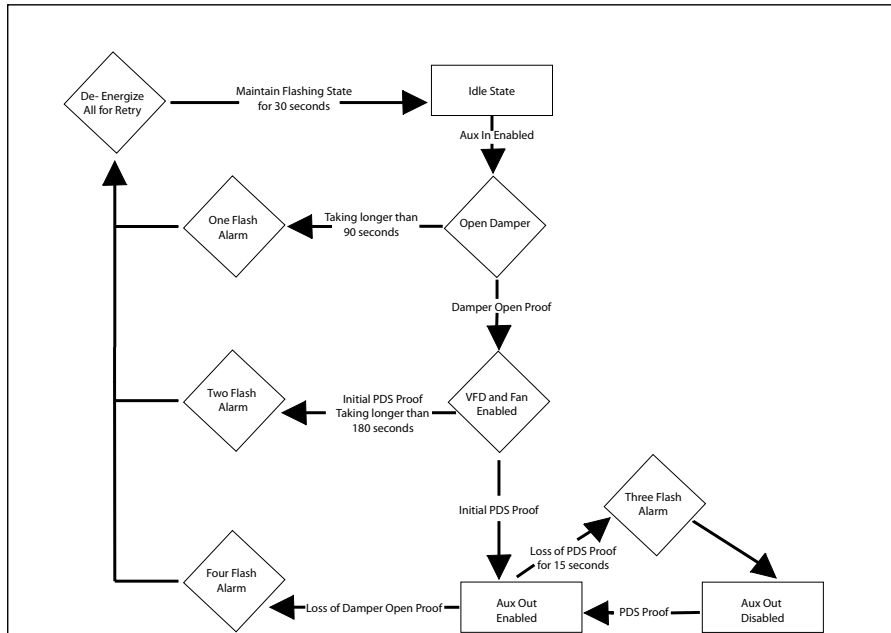 De- Energize
All for Retry
Maintain Flashing State
for 30 seconds
Idle State
Aux In Enabled
One Flash
Alarm
Taking longer than
90 seconds
Open Damper
Damper Open Proof
Two Flash
Alarm
Initial PDS Proof
Taking longer than
180 seconds
VFD and Fan
Enabled
Initial PDS Proof
Three Flash
Alarm
Loss of PDS Proof
for 15 seconds
Four Flash
Alarm
Loss of Damper Open Proof
Aux Out
Enabled
PDS Proof
Aux Out
Disabled